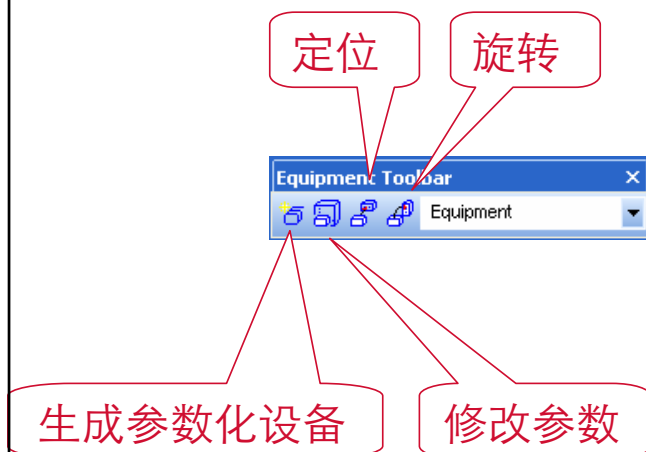 定位
旋转
Equipment Toolbar
Equipment
生成参数化设备
修改参数